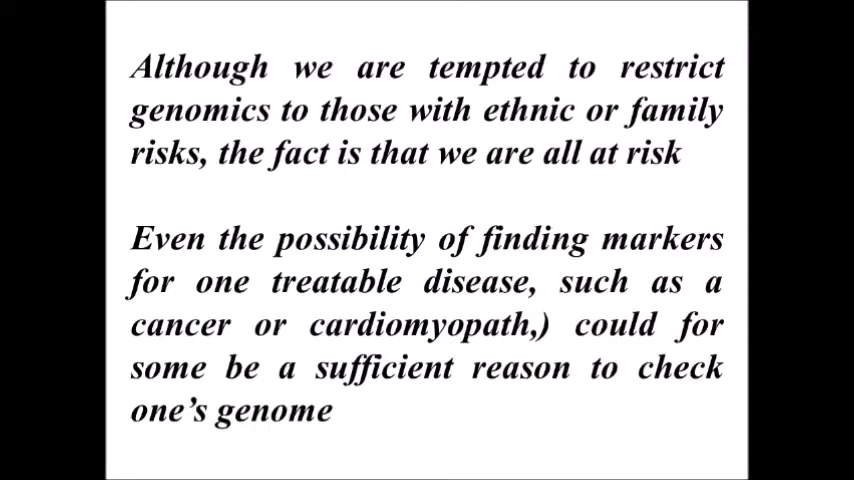 Although we are tempted to restrict
genomics to those with ethnic or family
risks, the fact is that we are all at risk
Even the possibility of finding markers
for one treatable disease, such as a
cancer or cardiomyopath,) could for
some be a sufficient reason to check
one’s genome